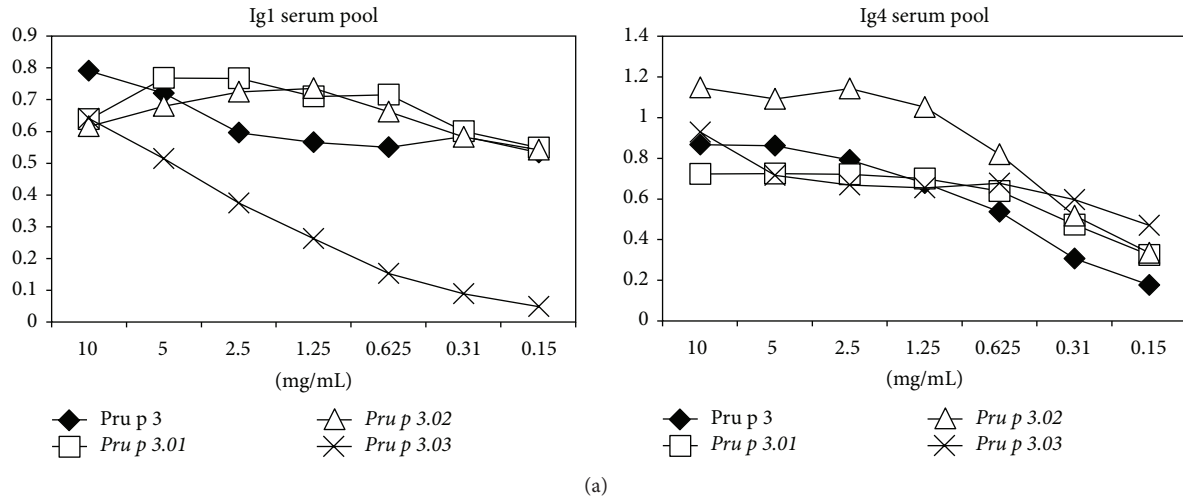 Ig1 serum pool
0.9
0.8
0.7
0.6
0.5
0.4
0.3
0.2
0.1
0
10 5 2.5 1.25 0.625 0.31 0.15
(mg/mL)
Pru p 3
Pru p 3.01
Pru p 3.02
Pru p 3.03
Ig4 serum pool
1.4
1.2
1
0.8
0.6
0.4
0.2
0
10 5 2.5 1.25 0.625 0.31 0.15
(mg/mL)
Pru p 3
Pru p 3.01
Pru p 3.02
Pru p 3.03
(a)